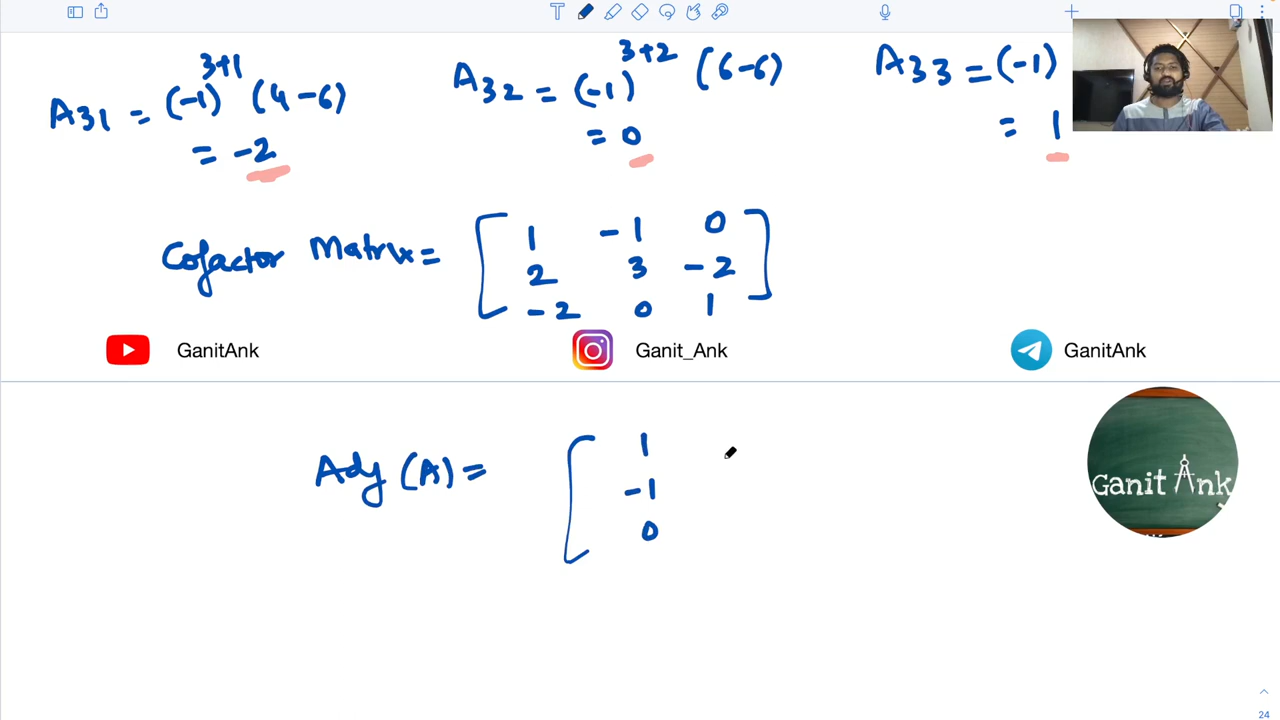 A31 = (-1)^3+1 (4-6)
= -2
A32 = (-1)^3+2 (6-6)
= 0
A33 = (-1)
= 1
Cofactor Matrix = [ 1 -1 0
2 3 -2
-2 0 1 ]
GanitAnk
Ganit_Ank
GanitAnk
Adj (A) = [ 1
-1
0
Ganit Ank
24